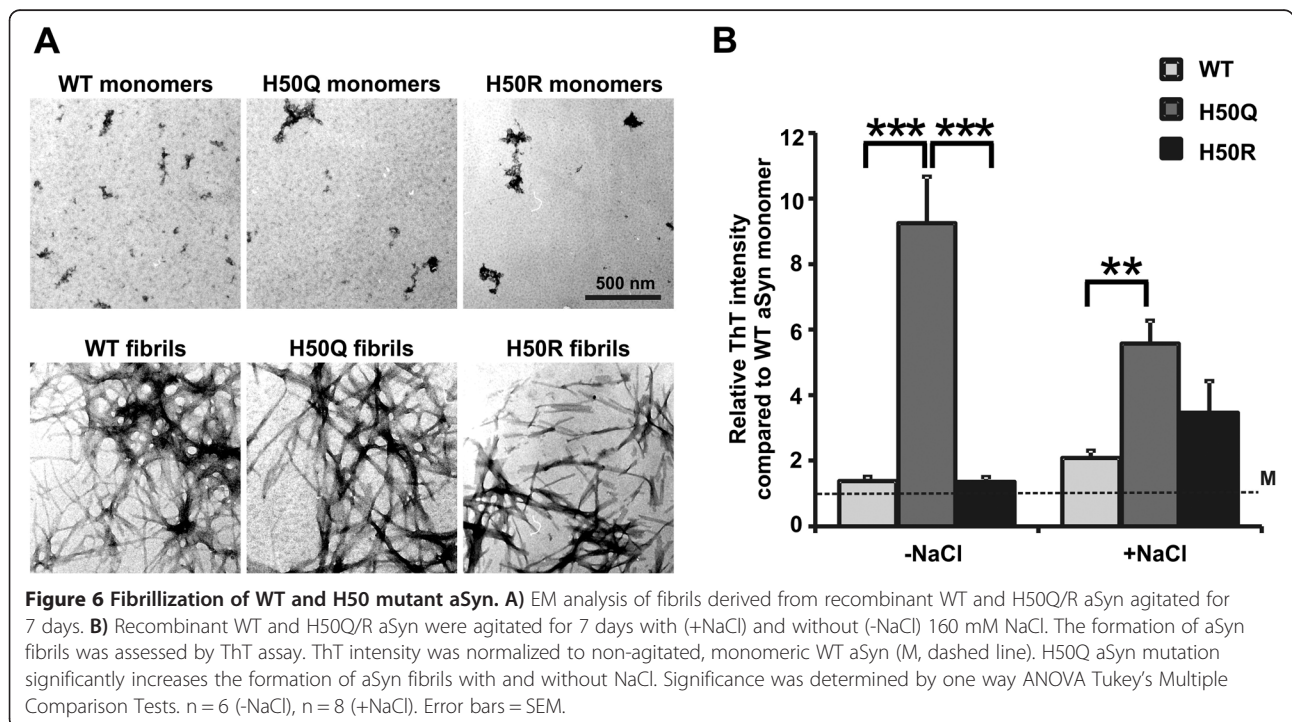 A
WT monomers H50Q monomers H50R monomers
500 nm
WT fibrils H50Q fibrils H50R fibrils
B
WT
H50Q
H50R
*** ***
**
Relative ThT intensity
compared to WT aSyn monomer
12
10
8
6
4
2
0
M
-NaCl +NaCl
Figure 6 Fibrillization of WT and H50 mutant aSyn. A) EM analysis of fibrils derived from recombinant WT and H50Q/R aSyn agitated for
7 days. B) Recombinant WT and H50Q/R aSyn were agitated for 7 days with (+NaCl) and without (-NaCl) 160 mM NaCl. The formation of aSyn
fibrils was assessed by ThT assay. ThT intensity was normalized to non-agitated, monomeric WT aSyn (M, dashed line). H50Q aSyn mutation
significantly increases the formation of aSyn fibrils with and without NaCl. Significance was determined by one way ANOVA Tukey's Multiple
Comparison Tests. n = 6 (-NaCl), n = 8 (+NaCl). Error bars = SEM.